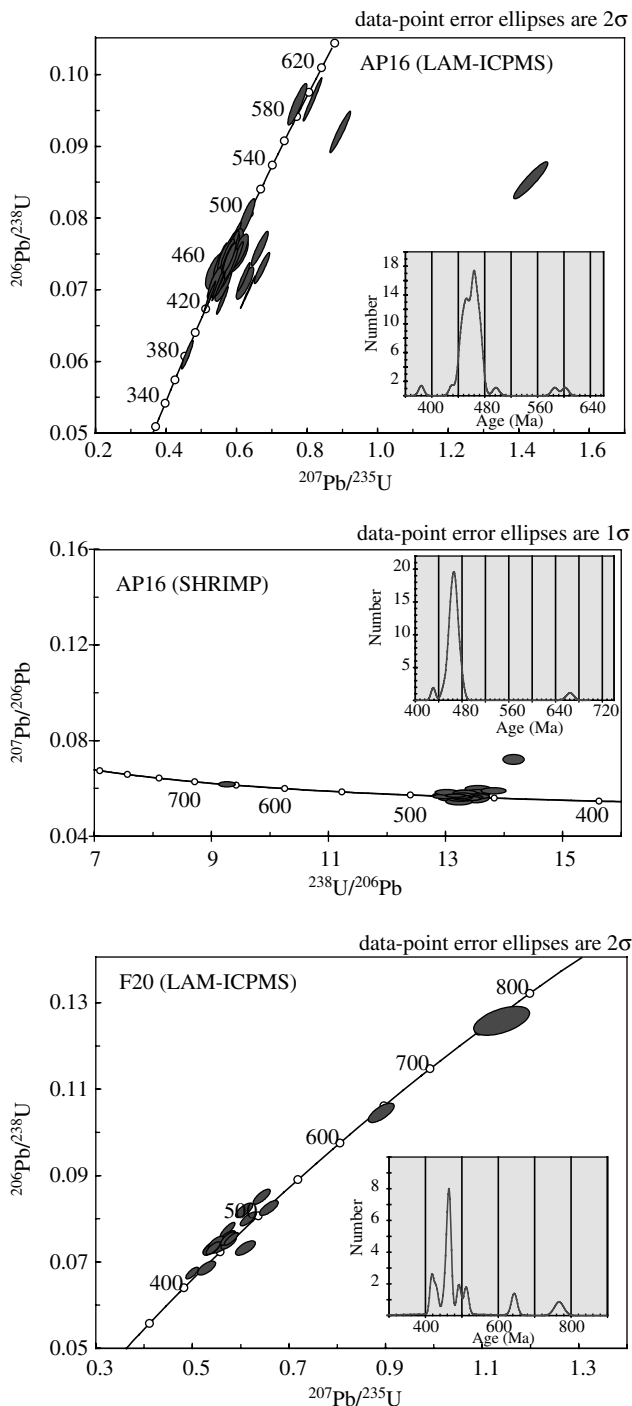 data-point error ellipses are 2σ
AP16 (LAM-ICPMS)
0.10
0.09
0.08
0.07
0.06
0.05
²⁰⁶Pb/²³⁸U
620
580
540
500
460
420
380
340
18
14
10
6
2
Number
400 480 560 640
Age (Ma)
0.2 0.4 0.6 0.8 1.0 1.2 1.4 1.6
²⁰⁷Pb/²³⁵U
data-point error ellipses are 1σ
AP16 (SHRIMP)
0.16
0.12
0.08
0.04
²⁰⁷Pb/²⁰⁶Pb
20
15
10
5
Number
400 480 560 640 720
Age (Ma)
700 600 500 400
7 9 11 13 15
²³⁸U/²⁰⁶Pb
data-point error ellipses are 2σ
F20 (LAM-ICPMS)
0.13
0.11
0.09
0.07
0.05
²⁰⁶Pb/²³⁸U
800
700
600
500
400
8
6
4
2
Number
400 600 800
Age (Ma)
0.3 0.5 0.7 0.9 1.1 1.3
²⁰⁷Pb/²³⁵U